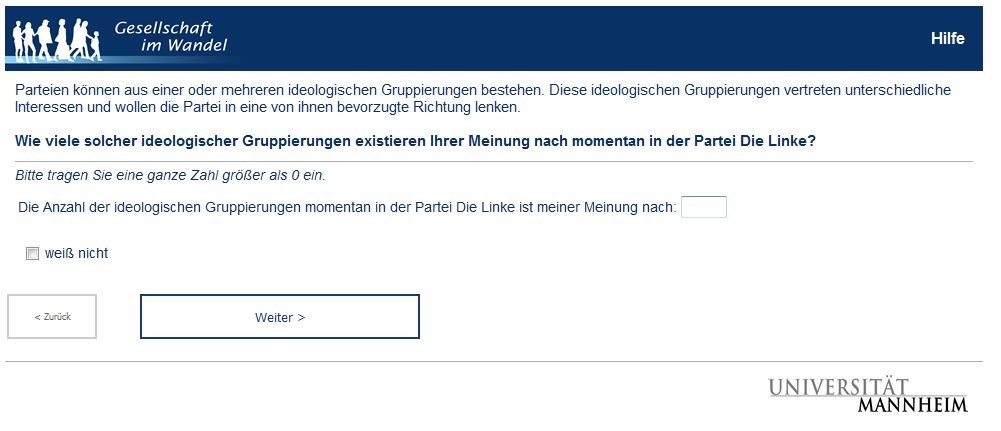 Gesellschaft
im Wandel
Hilfe
Parteien können aus einer oder mehreren ideologischen Gruppierungen bestehen. Diese ideologischen Gruppierungen vertreten unterschiedliche
Interessen und wollen die Partei in eine von ihnen bevorzugte Richtung lenken.
Wie viele solcher ideologischer Gruppierungen existieren Ihrer Meinung nach momentan in der Partei Die Linke?
Bitte tragen Sie eine ganze Zahl größer als 0 ein.
Die Anzahl der ideologischen Gruppierungen momentan in der Partei Die Linke ist meiner Meinung nach:
weiß nicht
< Zurück
Weiter >
UNIVERSITÄT
MANNHEIM